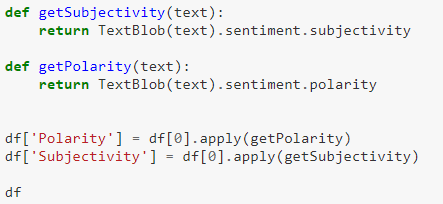 def getSubjectivity(text):
    return TextBlob(text).sentiment.subjectivity
def getPolarity(text):
    return TextBlob(text).sentiment.polarity
df['Polarity'] = df[0].apply(getPolarity)
df['Subjectivity'] = df[0].apply(getSubjectivity)
df